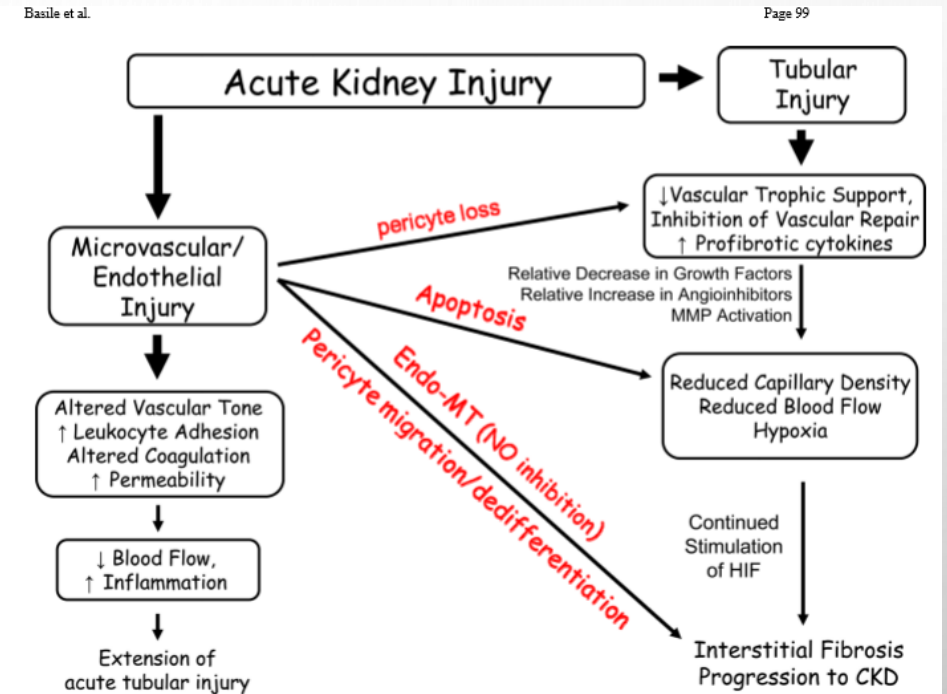 Basile et al.
Page 99
Acute Kidney Injury
Tubular
Injury
↓Vascular Trophic Support,
Inhibition of Vascular Repair
↑ Profibrotic cytokines
pericyte loss
Microvascular/
Endothelial
Injury
Relative Decrease in Growth Factors
Relative Increase in Angioinhibitors
MMP Activation
Apoptosis
Endo-MT (NO inhibition)
Pericyte migration/dedifferentiation
Reduced Capillary Density
Reduced Blood Flow
Hypoxia
Altered Vascular Tone
↑ Leukocyte Adhesion
Altered Coagulation
↑ Permeability
Continued
Stimulation
of HIF
↓ Blood Flow,
↑ Inflammation
Extension of
acute tubular injury
Interstitial Fibrosis
Progression to CKD